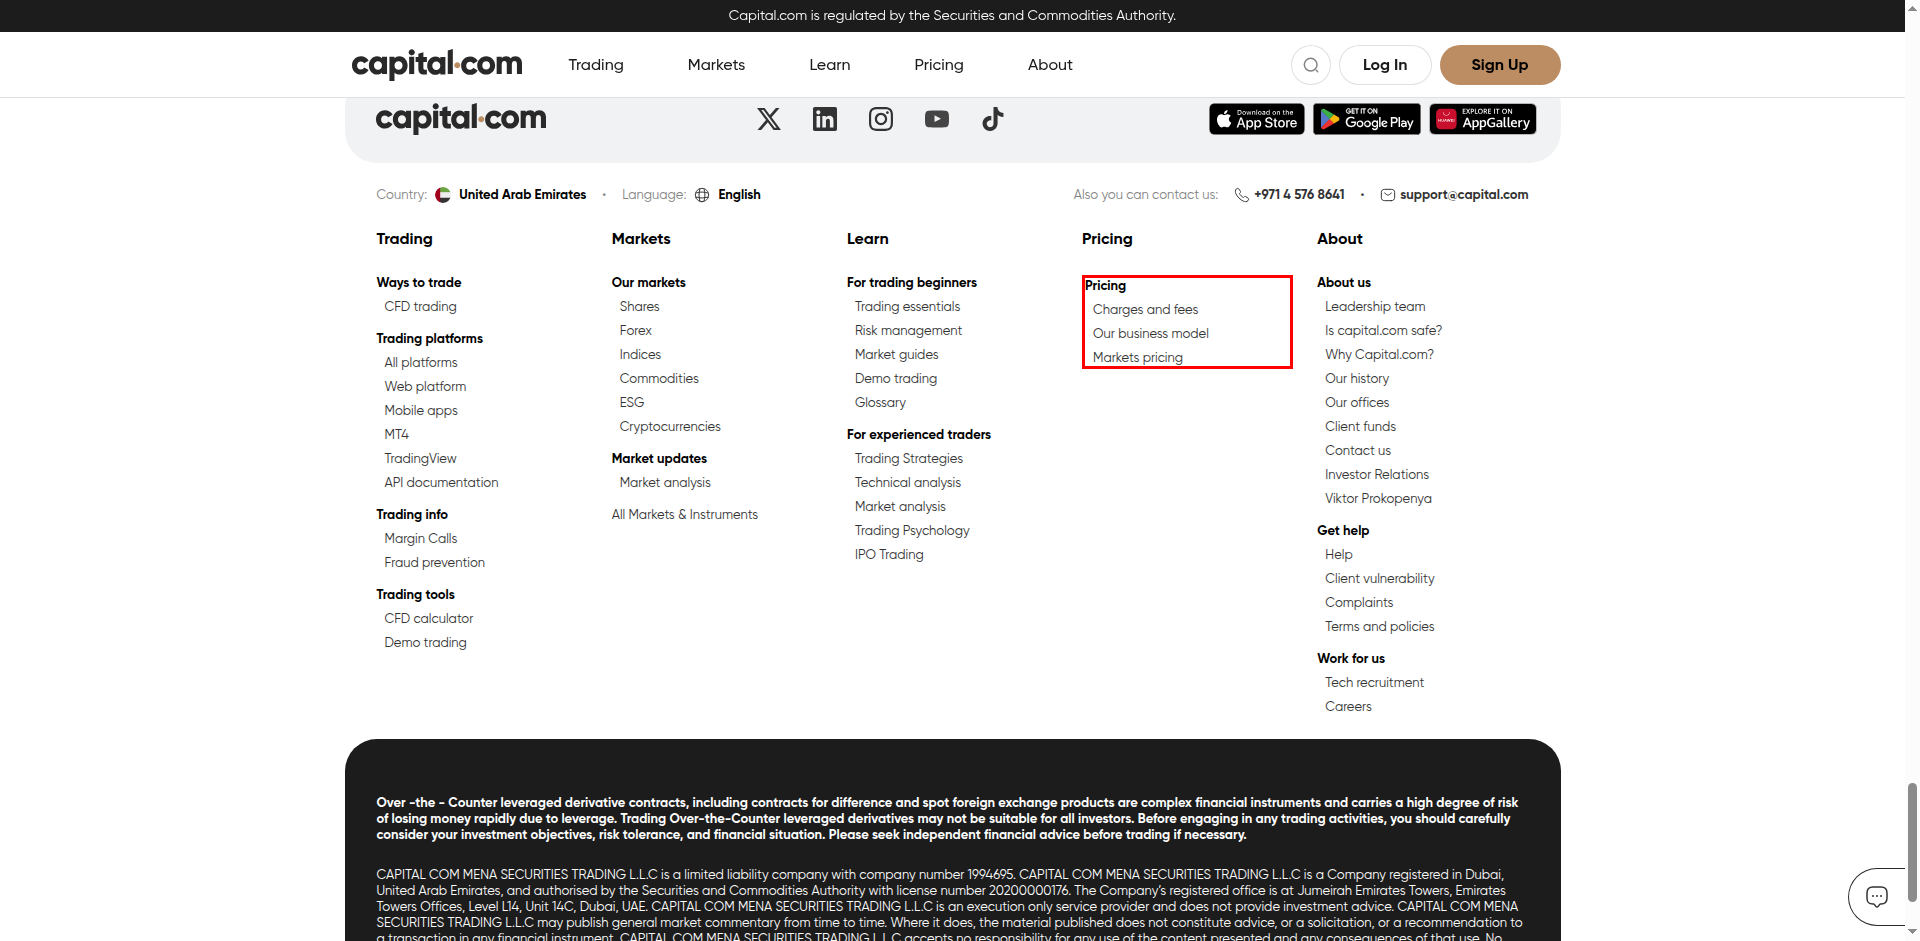 Capital.com is regulated by the Securities and Commodities Authority.
capital.com
Trading
Markets
Learn
Pricing
About
Log In
Sign Up
capital.com
Download on the
App Store
GET IT ON
Google Play
HUAWEI
EXPLORE IT ON
AppGallery
Country: United Arab Emirates • Language: English
Also you can contact us: +971 4 576 8641 • support@capital.com
Trading
Ways to trade
CFD trading
Trading platforms
All platforms
Web platform
Mobile apps
MT4
TradingView
API documentation
Trading info
Margin Calls
Fraud prevention
Trading tools
CFD calculator
Demo trading
Markets
Our markets
Shares
Forex
Indices
Commodities
ESG
Cryptocurrencies
Market updates
Market analysis
All Markets & Instruments
Learn
For trading beginners
Trading essentials
Risk management
Market guides
Demo trading
Glossary
For experienced traders
Trading Strategies
Technical analysis
Market analysis
Trading Psychology
IPO Trading
Pricing
Pricing
Charges and fees
Our business model
Markets pricing
About
About us
Leadership team
Is capital.com safe?
Why Capital.com?
Our history
Our offices
Client funds
Contact us
Investor Relations
Viktor Prokopenya
Get help
Help
Client vulnerability
Complaints
Terms and policies
Work for us
Tech recruitment
Careers
Over -the - Counter leveraged derivative contracts, including contracts for difference and spot foreign exchange products are complex financial instruments and carries a high degree of risk
of losing money rapidly due to leverage. Trading Over-the-Counter leveraged derivatives may not be suitable for all investors. Before engaging in any trading activities, you should carefully
consider your investment objectives, risk tolerance, and financial situation. Please seek independent financial advice before trading if necessary.
CAPITAL COM MENA SECURITIES TRADING L.L.C is a limited liability company with company number 1994695. CAPITAL COM MENA SECURITIES TRADING L.L.C is a Company registered in Dubai,
United Arab Emirates, and authorised by the Securities and Commodities Authority with license number 20200000176. The Company's registered office is at Jumeirah Emirates Towers, Emirates
Towers Offices, Level L14, Unit 14C, Dubai, UAE. CAPITAL COM MENA SECURITIES TRADING L.L.C is an execution only service provider and does not provide investment advice. CAPITAL COM MENA
SECURITIES TRADING L.L.C may publish general market commentary from time to time. Where it does, the material published does not constitute advice, or a solicitation, or a recommendation to
a transaction in any financial instrument. CAPITAL COM MENA SECURITIES TRADING L.L.C accepts no responsibility for any use of the content presented and any consequences of that use. No